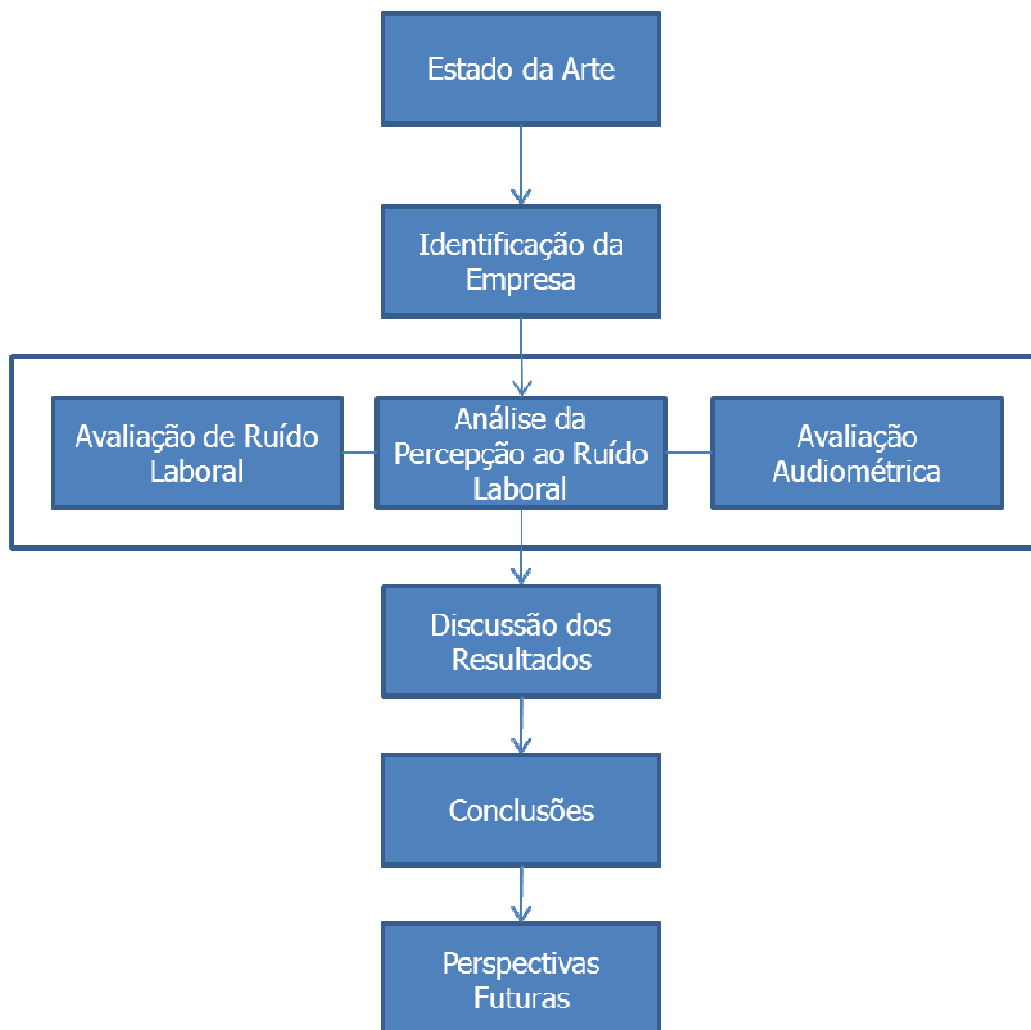 Estado da Arte
Identificação da
Empresa
Avaliação de Ruído
Laboral
Análise da
Percepção ao Ruído
Laboral
Avaliação
Audiométrica
Discussão dos
Resultados
Conclusões
Perspectivas
Futuras